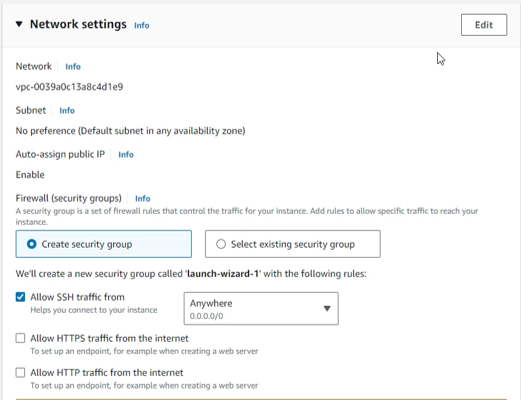 Network settings Info
Edit
Network Info
vpc-0039a0c13a8c4d1e9
Subnet Info
No preference (Default subnet in any availability zone)
Auto-assign public IP Info
Enable
Firewall (security groups) Info
A security group is a set of firewall rules that control the traffic for your instance. Add rules to allow specific traffic to reach your
instance.
Create security group
Select existing security group
We'll create a new security group called 'launch-wizard-1' with the following rules:
Allow SSH traffic from
Helps you connect to your instance
Anywhere
0.0.0.0/0
Allow HTTPS traffic from the internet
To set up an endpoint, for example when creating a web server
Allow HTTP traffic from the internet
To set up an endpoint, for example when creating a web server